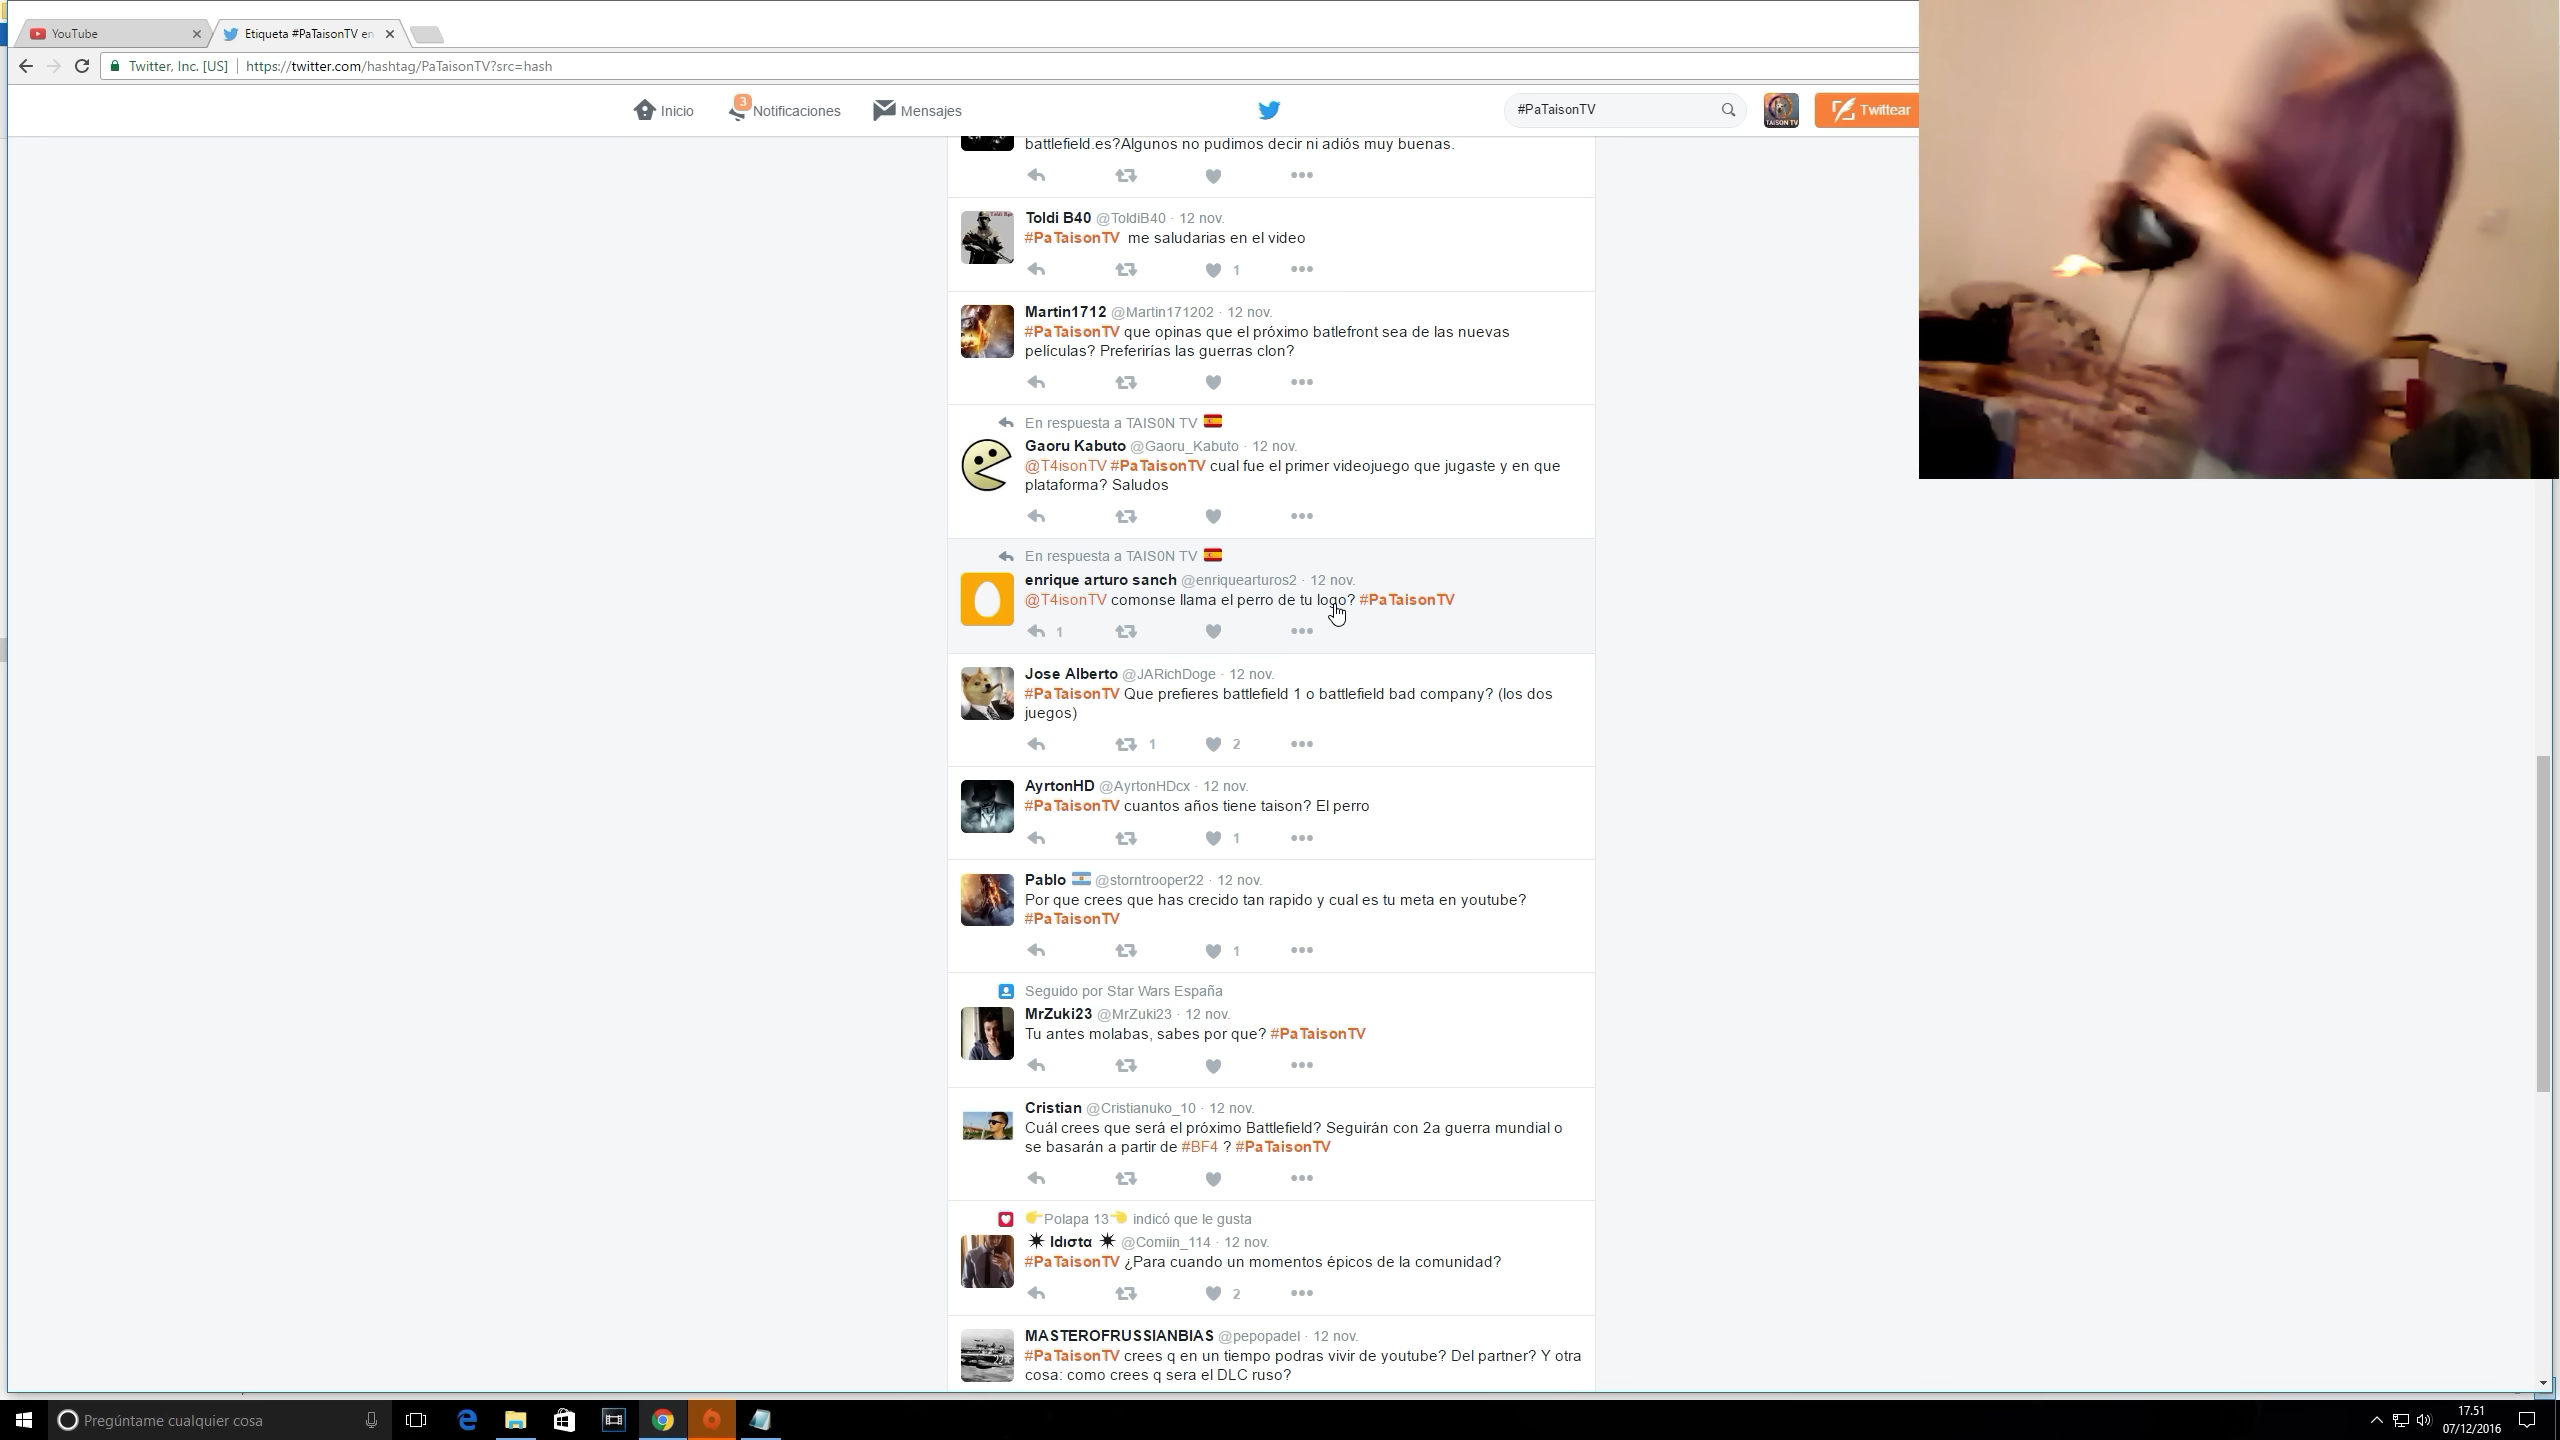 YouTube
Etiqueta #PaTaisonTV en
Twitter, Inc. [US]
https://twitter.com/hashtag/PaTaisonTV?src=hash
Inicio
3
Notificaciones
Mensajes
#PaTaisonTV
TAISON TV
Twittear
battlefield.es?Algunos no pudimos decir ni adiós muy buenas.
Toldi B40 @ToldiB40 · 12 nov.
#PaTaisonTV me saludarias en el video
1
Martin1712 @Martin171202 · 12 nov.
#PaTaisonTV que opinas que el próximo batlefront sea de las nuevas
películas? Preferirías las guerras clon?
En respuesta a TAIS0N TV
Gaoru Kabuto @Gaoru_Kabuto · 12 nov.
@T4isonTV #PaTaisonTV cual fue el primer videojuego que jugaste y en que
plataforma? Saludos
En respuesta a TAIS0N TV
enrique arturo sanch @enriquearturos2 · 12 nov.
@T4isonTV comonse llama el perro de tu logo? #PaTaisonTV
1
Jose Alberto @JARichDoge · 12 nov.
#PaTaisonTV Que prefieres battlefield 1 o battlefield bad company? (los dos
juegos)
1 2
AyrtonHD @AyrtonHDcx · 12 nov.
#PaTaisonTV cuantos años tiene taison? El perro
1
Pablo @storntrooper22 · 12 nov.
Por que crees que has crecido tan rapido y cual es tu meta en youtube?
#PaTaisonTV
1
Seguido por Star Wars España
MrZuki23 @MrZuki23 · 12 nov.
Tu antes molabas, sabes por que? #PaTaisonTV
Cristian @Cristianuko_10 · 12 nov.
Cuál crees que será el próximo Battlefield? Seguirán con 2a guerra mundial o
se basarán a partir de #BF4 ? #PaTaisonTV
👉Polapa 13👈 indicó que le gusta
✴ Idıσtα ✴ @Comiin_114 · 12 nov.
#PaTaisonTV ¿Para cuando un momentos épicos de la comunidad?
2
MASTEROFRUSSIANBIAS @pepopadel · 12 nov.
#PaTaisonTV crees q en un tiempo podras vivir de youtube? Del partner? Y otra
cosa: como crees q sera el DLC ruso?
Pregúntame cualquier cosa
17.51
07/12/2016